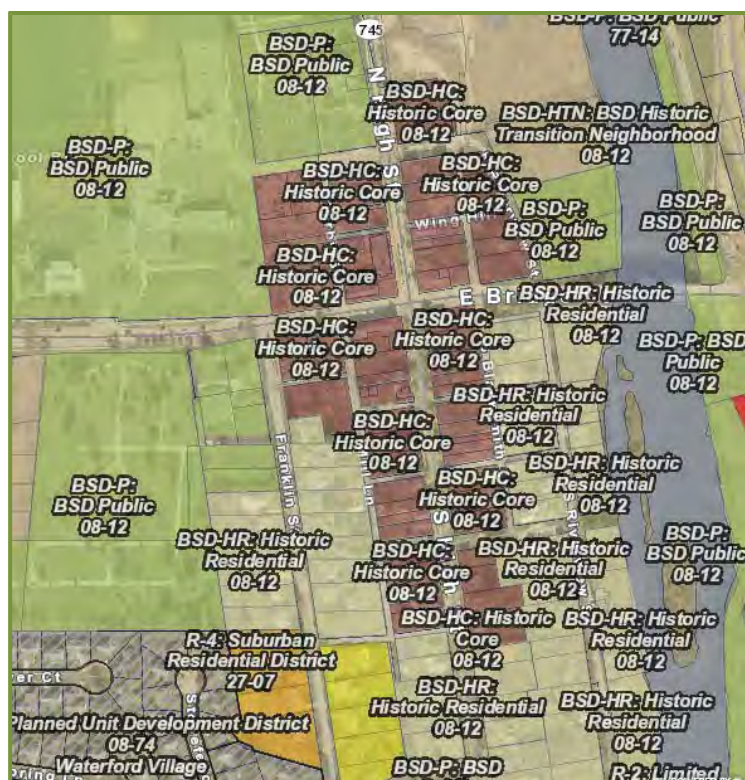 BSD-P: BSD Public
77-14
745
BSD-P:
BSD Public
08-12
BSD-HC:
Historic Core
08-12
BSD-HTN: BSD Historic
Transition Neighborhood
08-12
BSD-P:
BSD Public
08-12
BSD-HC:
Historic Core
08-12
BSD-HC:
Historic Core
08-12
Wing Hill
BSD-P:
BSD Public
08-12
BSD-P:
BSD Public
08-12
BSD-HC:
Historic Core
08-12
E Br
BSD-HR: Historic
Residential
08-12
BSD-HC:
Historic Core
08-12
BSD-HC:
Historic Core
08-12
BSD-P: BSD
Public
08-12
BSD-HR: Historic
Residential
08-12
BSD-HC:
Historic Core
08-12
Franklin S
BSD-P:
BSD Public
08-12
BSD-HR: Historic
Residential
08-12
BSD-HC:
Historic Core
08-12
BSD-HR: Historic
Residential
08-12
BSD-HC:
Historic Core
08-12
BSD-HR: Historic
Residential
08-12
BSD-P:
BSD Public
08-12
BSD-HC: Historic
Core
08-12
BSD-HR: Historic
Residential
08-12
R-4: Suburban
Residential District
27-07
er Ct
BSD-HR:
Historic Residential
08-12
BSD-HR: Historic
Residential
08-12
Planned Unit Development District
08-74
Waterford Village
oring L
BSD-P: BSD
R-2: Limited